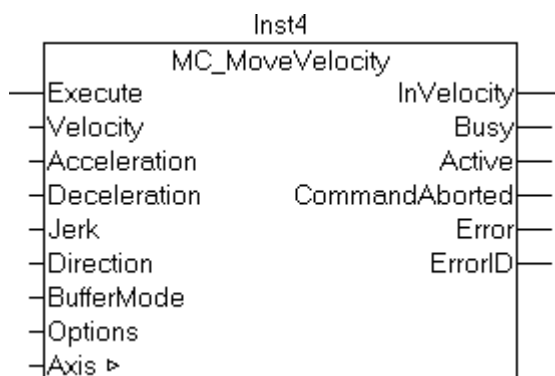 Inst4
MC_MoveVelocity
Execute InVelocity
Velocity Busy
Acceleration Active
Deceleration CommandAborted
Jerk Error
Direction ErrorID
BufferMode
Options
Axis ▷